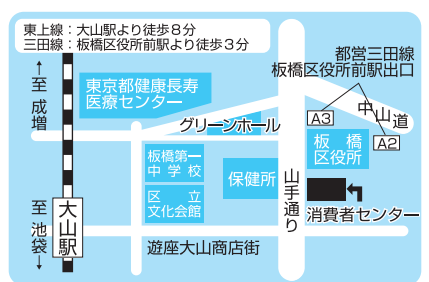 東上線：大山駅より徒歩８分
三田線：板橋区役所前駅より徒歩３分
都営三田線
板橋区役所前駅出口
←至 成増
東京都健康長寿
医療センター
中山道
A3
グリーンホール
板橋
区役所
A2
板橋第一
中学校
保健所
山手通り
区立
文化会館
消費者センター
大山駅
至 池袋→
遊座大山商店街